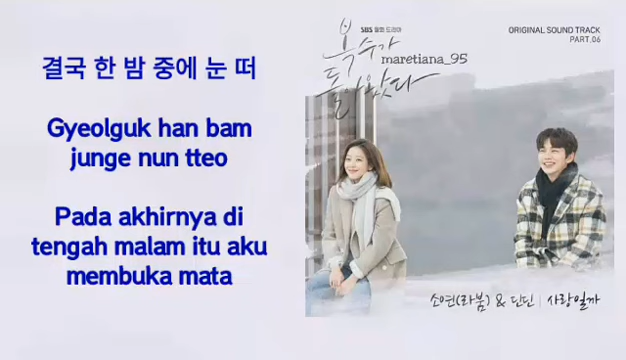 결국 한 밤 중에 눈 떠
Gyeolguk han bam
junge nun tteo
Pada akhirnya di
tengah malam itu aku
membuka mata
SBS 월화 드라마
복수가
돌아왔다
maretiana_95
ORIGINAL SOUND TRACK
PART.06
소연(라붐) & 딘딘 | 사랑일까